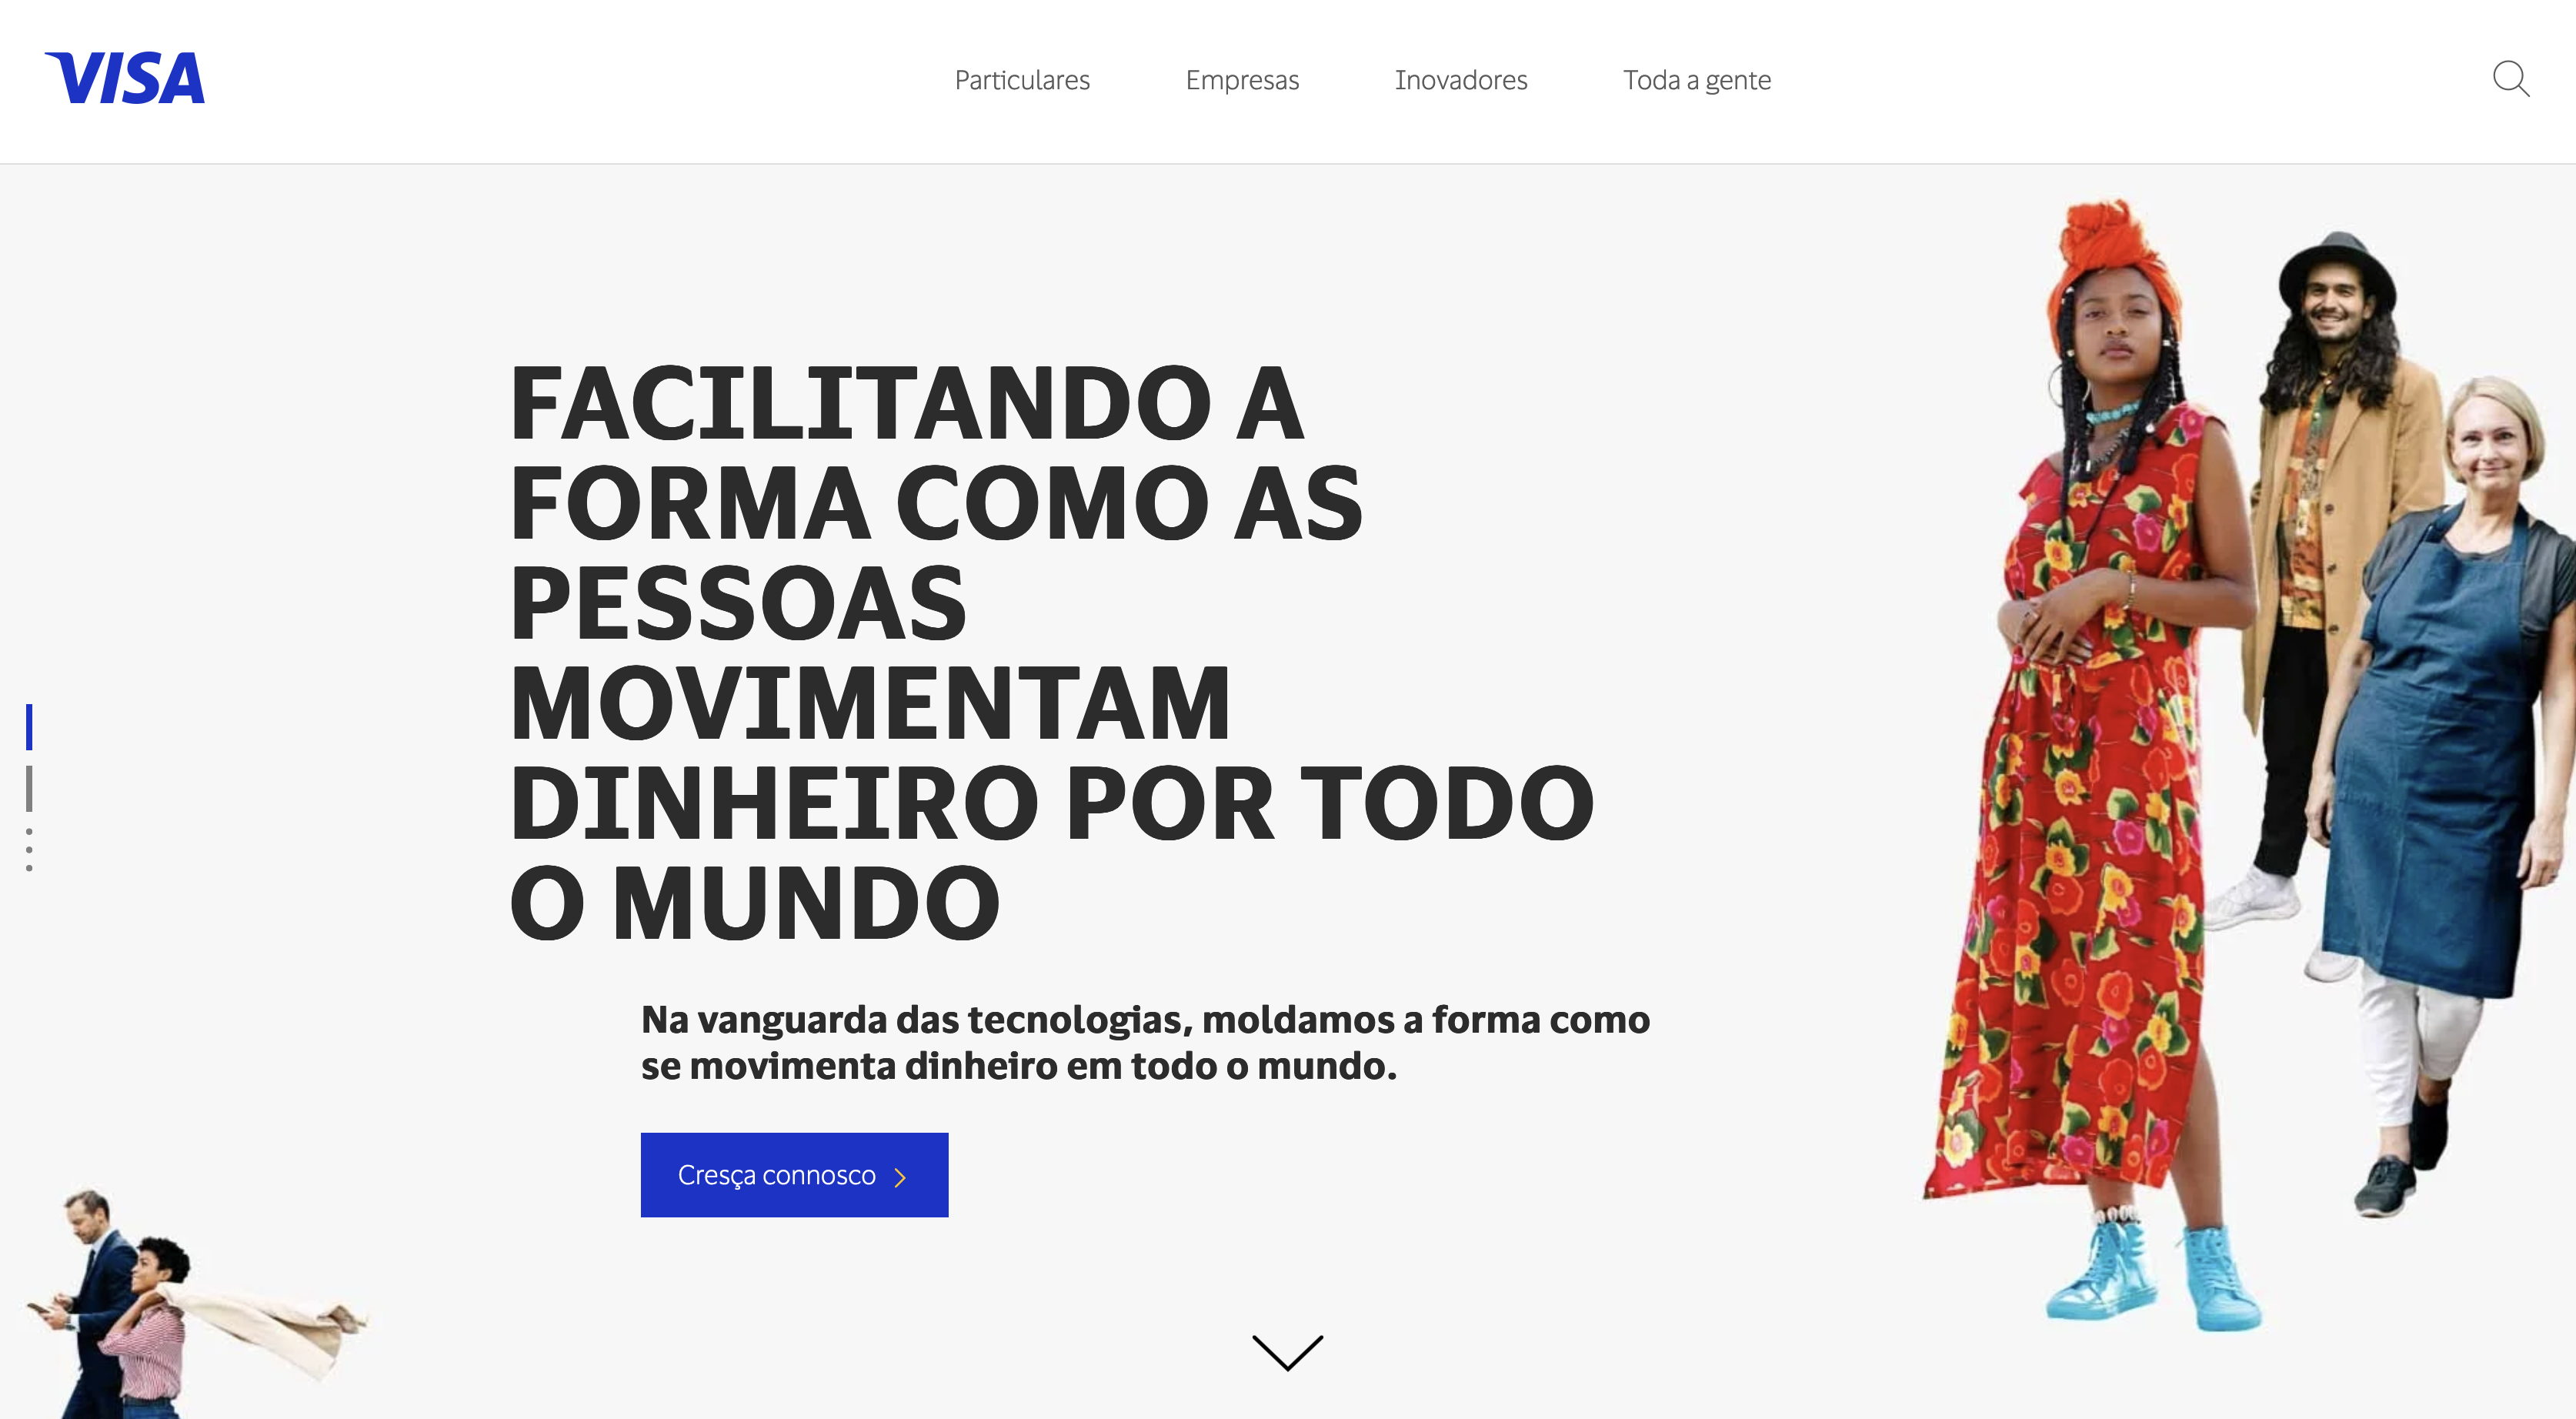 VISA
Particulares
Empresas
Inovadores
Toda a gente
FACILITANDO A
FORMA COMO AS
PESSOAS
MOVIMENTAM
DINHEIRO POR TODO
O MUNDO
Na vanguarda das tecnologias, moldamos a forma como
se movimenta dinheiro em todo o mundo.
Cresça connosco